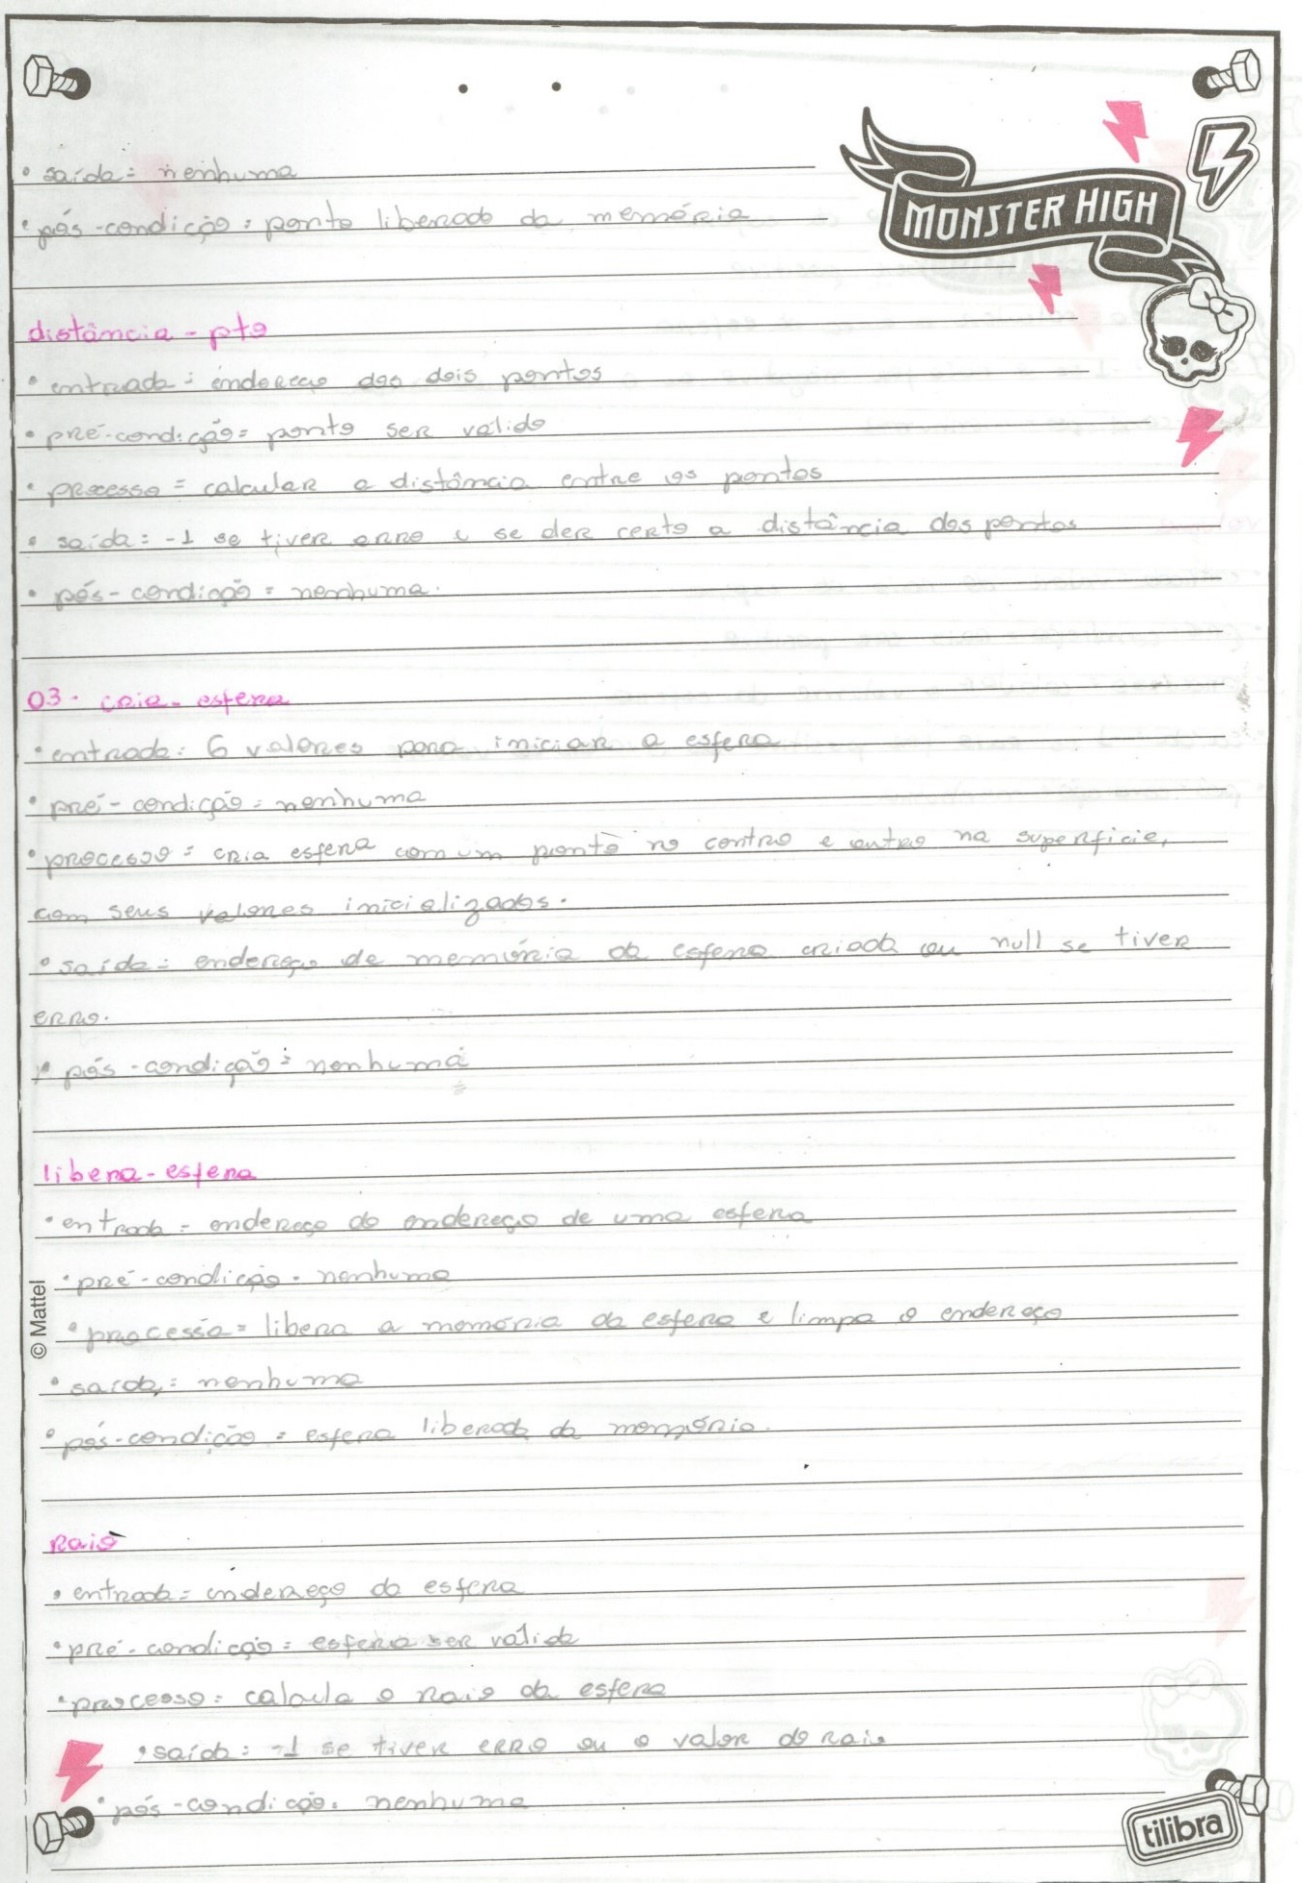 • saída: nenhuma
• pós-condição: ponto liberado da memória
MONSTER HIGH
distância-pto
• entrada: endereço dos dois pontos
• pré-condição: ponto ser válido
• processo: calcular a distância entre os pontos
• saída: -1 se tiver erro e se der certo a distância dos pontos
• pós-condição: nenhuma.
03. cria-esfera
• entrada: 6 valores para iniciar a esfera
• pré-condição: nenhuma
• processo: cria esfera com um ponto no centro e outro na superfície,
com seus valores inicializados.
• saída: endereço de memória da esfera criada ou null se tiver
erro.
• pós-condição: nenhuma
libera-esfera
• entrada: endereço do endereço de uma esfera
• pré-condição: nenhuma
• processo: libera a memória da esfera e limpa o endereço
• saída: nenhuma
• pós-condição: esfera liberada da memória.
raio
• entrada: endereço da esfera
• pré-condição: esfera ser valida
• processo: calcula o raio da esfera
• saída: -1 se tiver erro ou o valor do raio
• pós-condição: nenhuma
© Mattel
tilibra